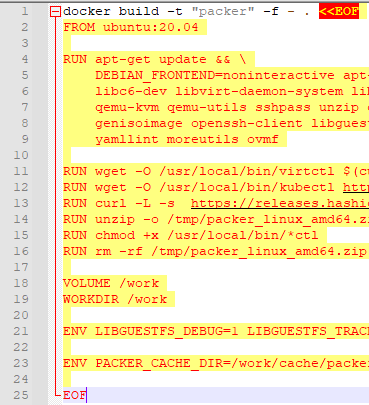 1 docker build -t "packer" -f - . <<EOF
2 FROM ubuntu:20.04
3
4 RUN apt-get update && \
5 DEBIAN_FRONTEND=noninteractive apt-
6 libc6-dev libvirt-daemon-system li
7 qemu-kvm qemu-utils sshpass unzip
8 genisoimage openssh-client libgues
9 yamllint moreutils ovmf
10
11 RUN wget -O /usr/local/bin/virtctl $(cu
12 RUN wget -O /usr/local/bin/kubectl htt
13 RUN curl -L -s https://releases.hashi
14 RUN unzip -o /tmp/packer_linux_amd64.z
15 RUN chmod +x /usr/local/bin/*ctl
16 RUN rm -rf /tmp/packer_linux_amd64.zip
17
18 VOLUME /work
19 WORKDIR /work
20
21 ENV LIBGUESTFS_DEBUG=1 LIBGUESTFS_TRAC
22
23 ENV PACKER_CACHE_DIR=/work/cache/packe
24
25 EOF